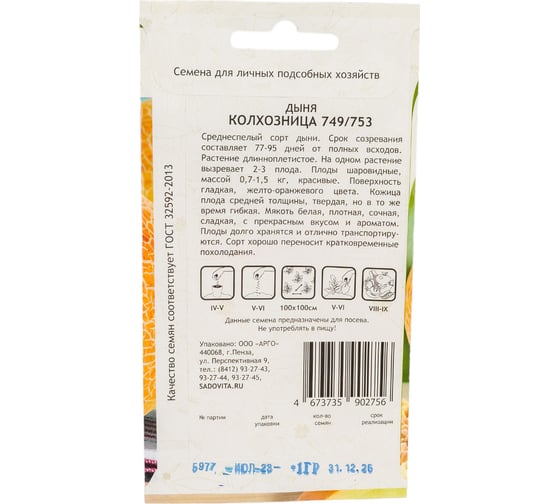 Семена для личных подсобных хозяйств
ДЫНЯ
КОЛХОЗНИЦА 749/753
Среднеспелый сорт дыни. Срок созревания
составляет 77-95 дней от полных всходов.
Растение длинноплетистое. На одном растение
вызревает 2-3 плода. Плоды шаровидные,
массой 0,7-1,5 кг, красивые. Поверхность
гладкая, желто-оранжевого цвета. Кожица
плода средней толщины, твердая, но в то же
время гибкая. Мякоть белая, плотная, сочная,
сладкая, с прекрасным вкусом и ароматом.
Плоды долго хранятся и отлично транспортиру-
ются. Сорт хорошо переносит кратковременные
похолодания.
IV-V V-VI 100х100см V-VI VIII-IX
Данные семена предназначены для посева.
Не употреблять в пищу!
Упаковано: ООО «АРГО»
440068, г.Пенза,
ул. Перспективная 9,
тел.: (8412) 93-27-43,
93-27-44, 93-27-45,
SADOVITA.RU
4 673735 902756
№ партии дата упаковки кол-во семян срок реализации
5977 ИЮЛ-23- *1ГР 31.12.26
Качество семян соответствует ГОСТ 32592-2013